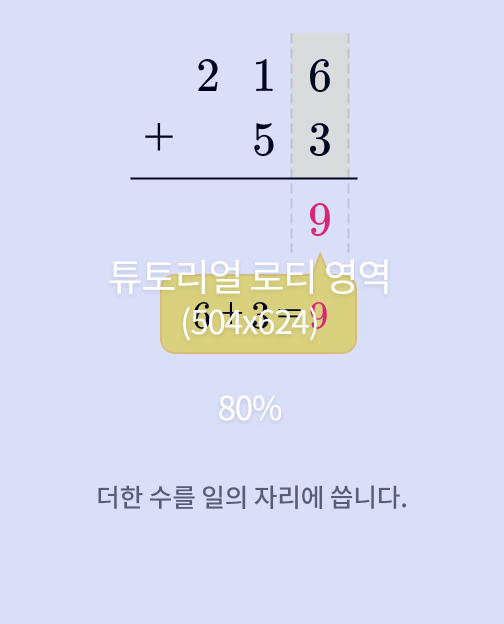 2 1 6
+ 5 3
9
튜토리얼 로티 영역
6+3=9
(504x624)
80%
더한 수를 일의 자리에 씁니다.